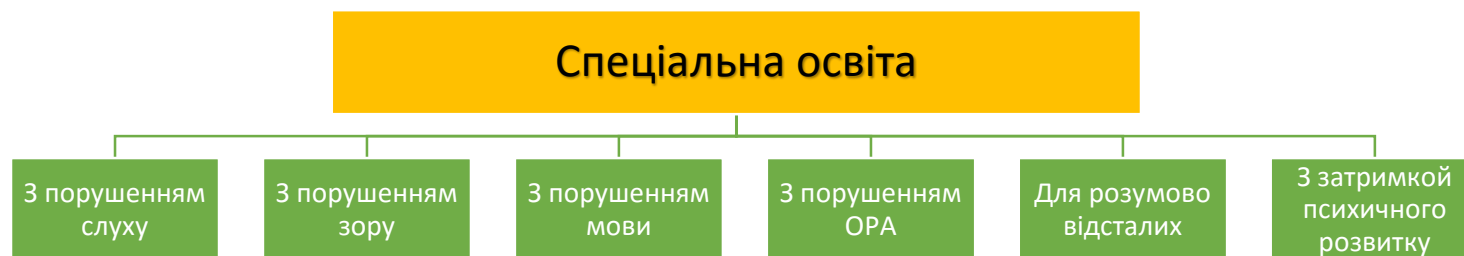 Спеціальна освіта
З порушенням
слуху
З порушенням
зору
З порушенням
мови
З порушенням
ОРА
Для розумово
відсталих
З затримкой
психичного
розвитку